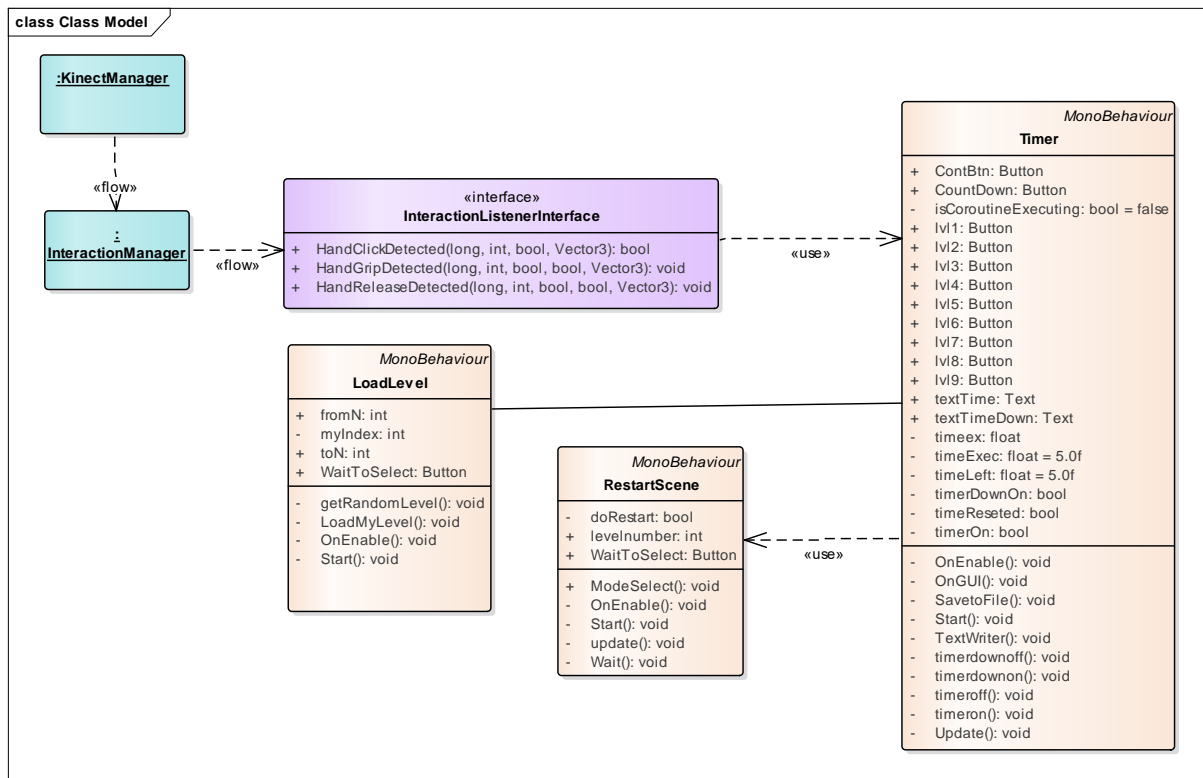 class Class Model
:KinectManager
«flow»
:
InteractionManager
«flow»
«interface»
InteractionListenerInterface
+ HandClickDetected(long, int, bool, Vector3): bool
+ HandGripDetected(long, int, bool, bool, Vector3): void
+ HandReleaseDetected(long, int, bool, bool, Vector3): void
«use»
MonoBehaviour
LoadLevel
+ fromN: int
- myIndex: int
+ toN: int
+ WaitToSelect: Button
- getRandomLevel(): void
- LoadMyLevel(): void
- OnEnable(): void
- Start(): void
MonoBehaviour
RestartScene
- doRestart: bool
+ levelnumber: int
+ WaitToSelect: Button
+ ModeSelect(): void
- OnEnable(): void
- Start(): void
- update(): void
- Wait(): void
«use»
MonoBehaviour
Timer
+ ContBtn: Button
+ CountDown: Button
- isCoroutineExecuting: bool = false
+ lvl1: Button
+ lvl2: Button
+ lvl3: Button
+ lvl4: Button
+ lvl5: Button
+ lvl6: Button
+ lvl7: Button
+ lvl8: Button
+ lvl9: Button
+ textTime: Text
+ textTimeDown: Text
- timeex: float
- timeExec: float = 5.0f
- timeLeft: float = 5.0f
- timerDownOn: bool
- timeReseted: bool
- timerOn: bool
- OnEnable(): void
- OnGUI(): void
- SavetoFile(): void
- Start(): void
- TextWriter(): void
- timerdownoff(): void
- timerdownon(): void
- timeroff(): void
- timeron(): void
- Update(): void